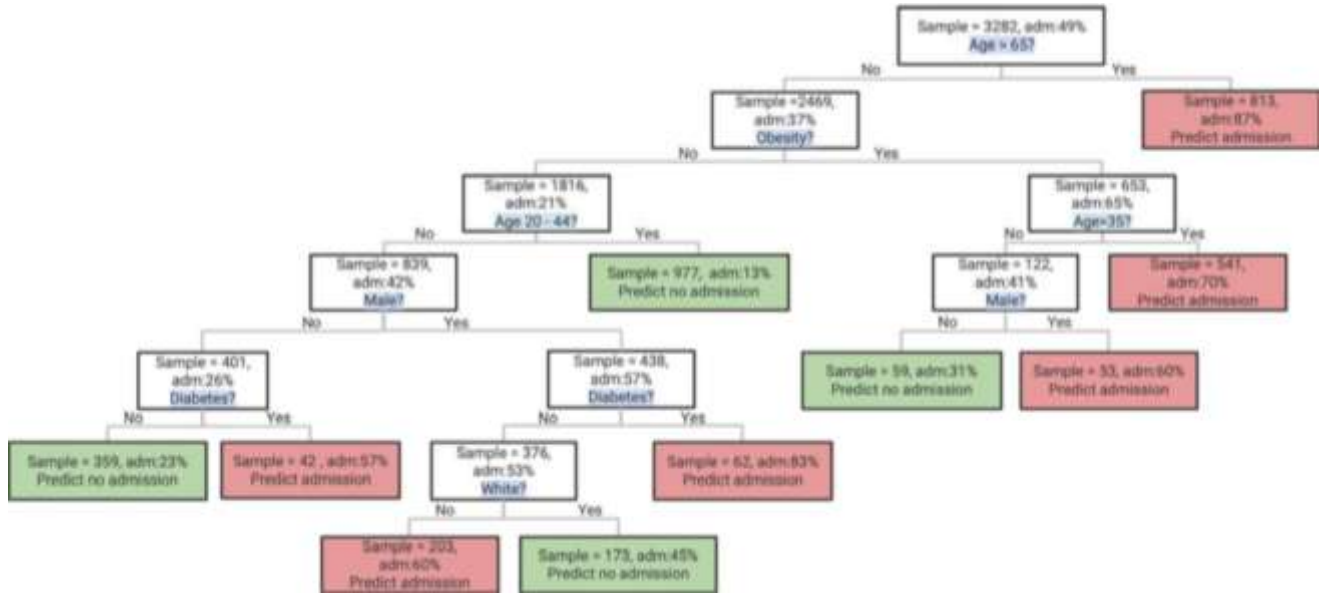 Sample = 3282, adm:49%
Age > 65?
No
Yes
Sample =2469,
adm:37%
Obesity?
Sample = 813,
adm:87%
Predict admission
No
Yes
Sample = 1816,
adm:21%
Age 20 - 44?
Sample = 653,
adm:65%
Age>35?
No
Yes
No
Yes
Sample = 839,
adm:42%
Male?
Sample = 977, adm:13%
Predict no admission
Sample = 122,
adm:41%
Male?
Sample = 541,
adm:70%
Predict admission
No
Yes
No
Yes
Sample = 401,
adm:26%
Diabetes?
Sample = 438,
adm:57%
Diabetes?
Sample = 59, adm:31%
Predict no admission
Sample = 53, adm:60%
Predict admission
No
Yes
No
Yes
Sample = 359, adm:23%
Predict no admission
Sample = 42 , adm:57%
Predict admission
Sample = 376,
adm:53%
White?
Sample = 62, adm:83%
Predict admission
No
Yes
Sample = 203,
adm:60%
Predict admission
Sample = 173, adm:45%
Predict no admission